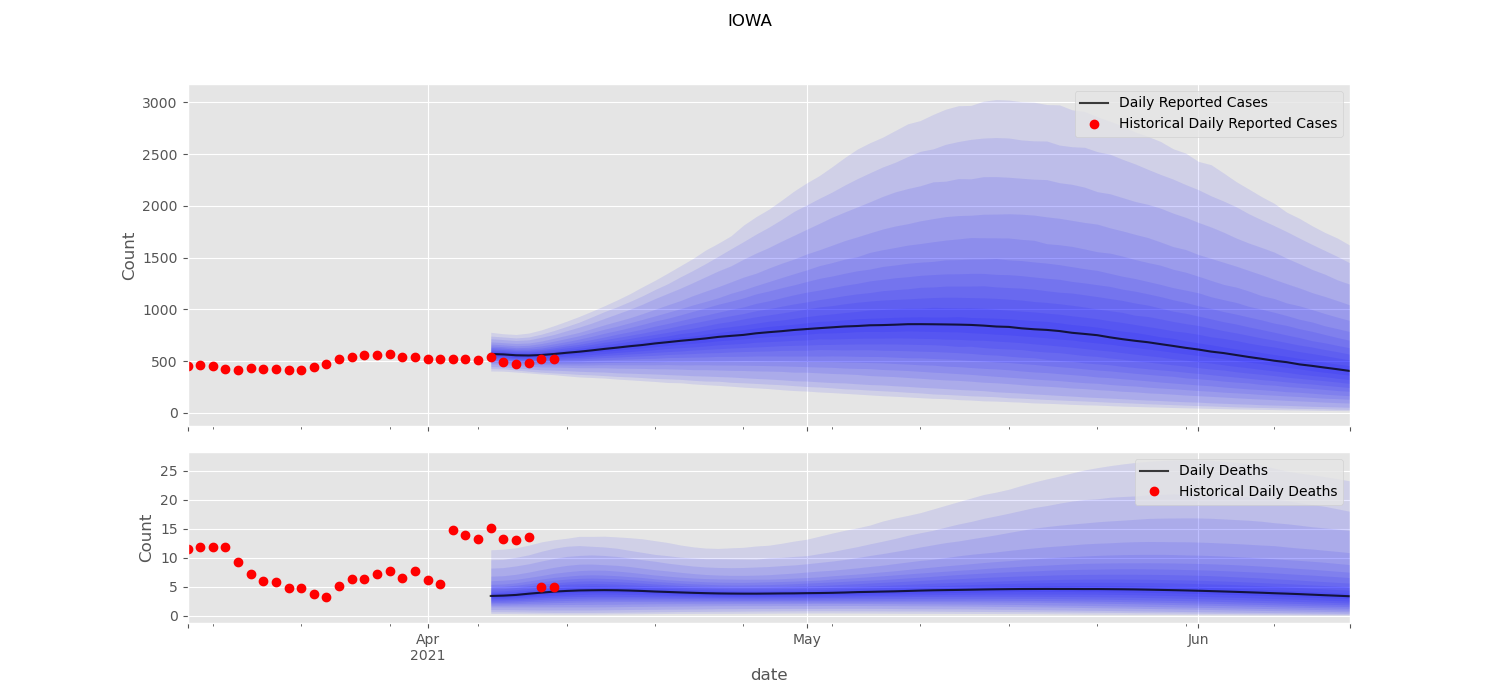 IOWA
3000
2500
2000
1500
1000
500
0
Count
Daily Reported Cases
Historical Daily Reported Cases
25
20
15
10
5
0
Count
Daily Deaths
Historical Daily Deaths
Apr
2021
May
Jun
date